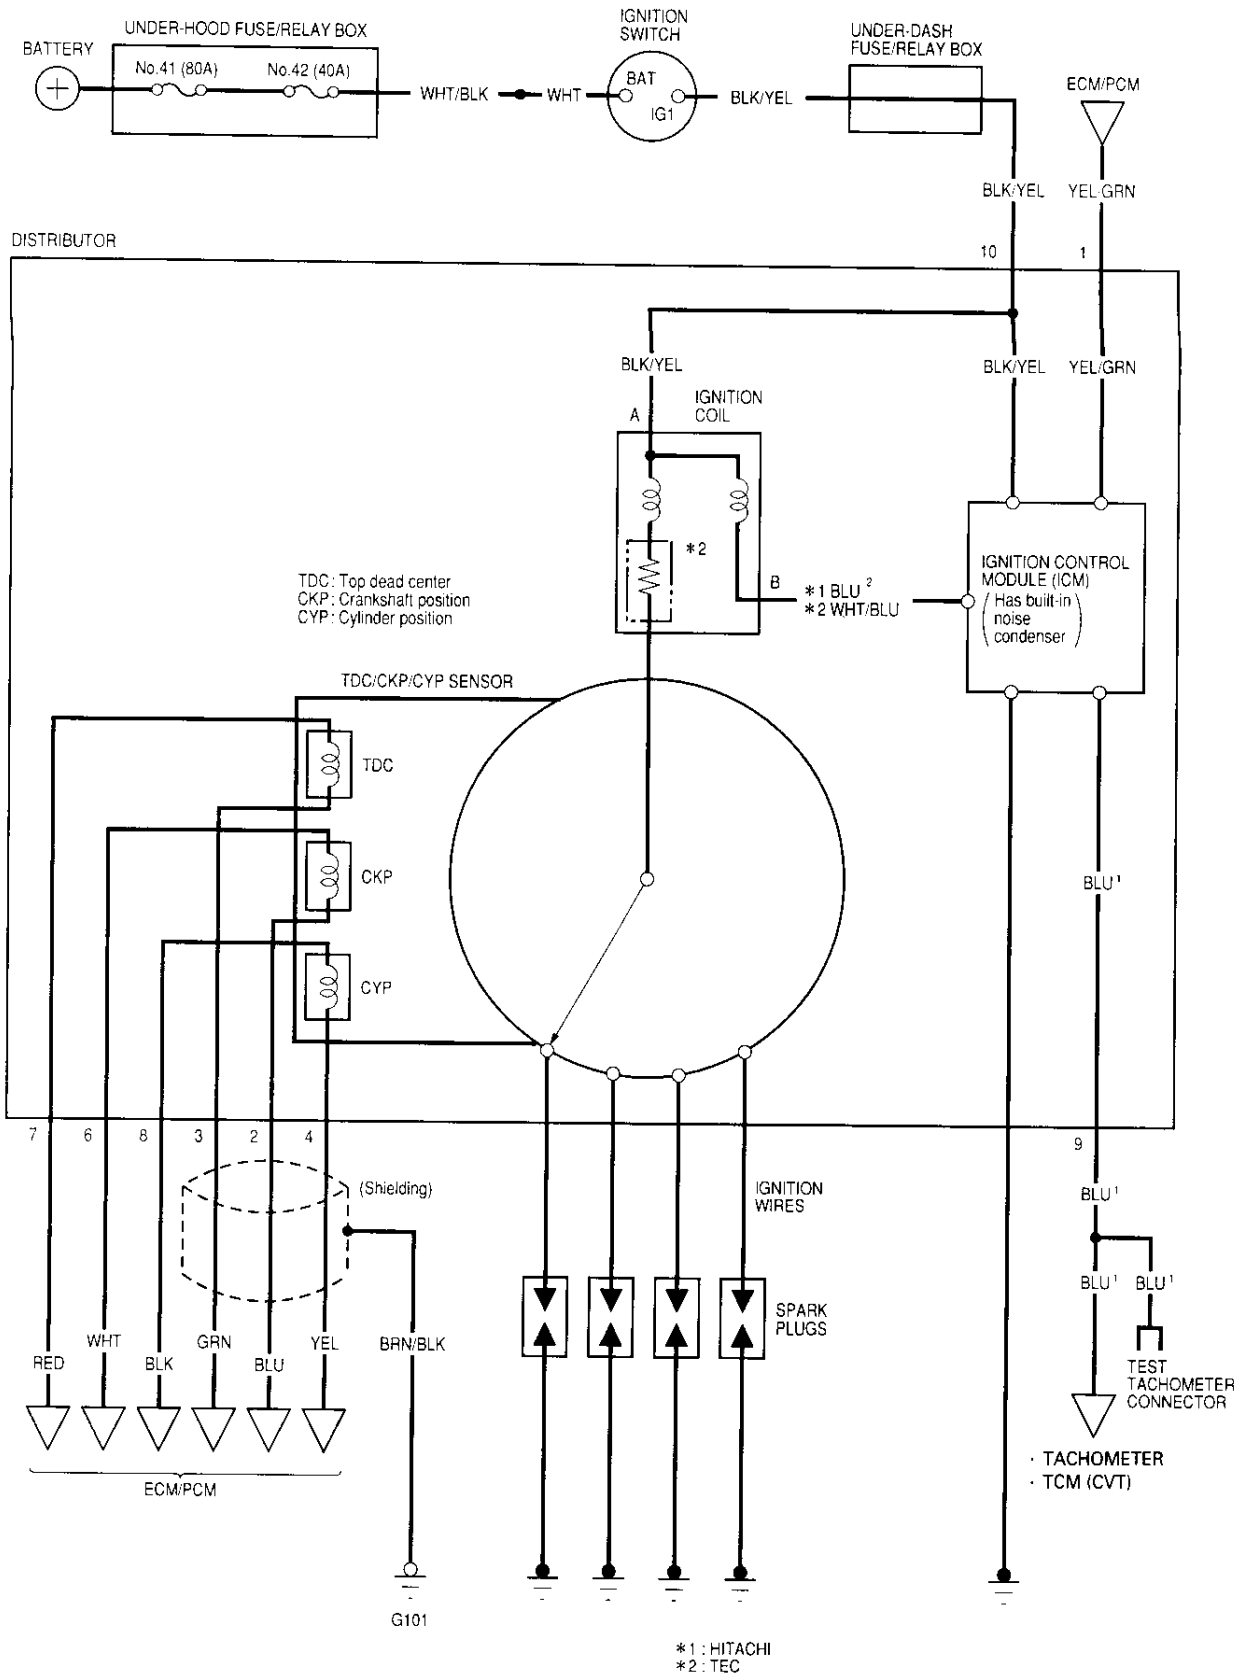 UNDER-HOOD FUSE/RELAY BOX
IGNITION
SWITCH
UNDER-DASH
FUSE/RELAY BOX
BATTERY
No.41 (80A)
No.42 (40A)
BAT
IG1
ECM/PCM
WHT/BLK
WHT
BLK/YEL
BLK/YEL
YEL/GRN
DISTRIBUTOR
10
1
BLK/YEL
BLK/YEL
YEL/GRN
A
IGNITION
COIL
*2
B
*1 BLU 2
*2 WHT/BLU
IGNITION CONTROL
MODULE (ICM)
(Has built-in
noise
condenser)
TDC: Top dead center
CKP: Crankshaft position
CYP: Cylinder position
TDC/CKP/CYP SENSOR
TDC
CKP
CYP
BLU1
7
6
8
3
2
4
9
(Shielding)
IGNITION
WIRES
BLU1
BLU1
BLU1
SPARK
PLUGS
WHT
GRN
YEL
BRN/BLK
RED
BLK
BLU
TEST
TACHOMETER
CONNECTOR
ECM/PCM
· TACHOMETER
· TCM (CVT)
G101
*1 : HITACHI
*2 : TEC